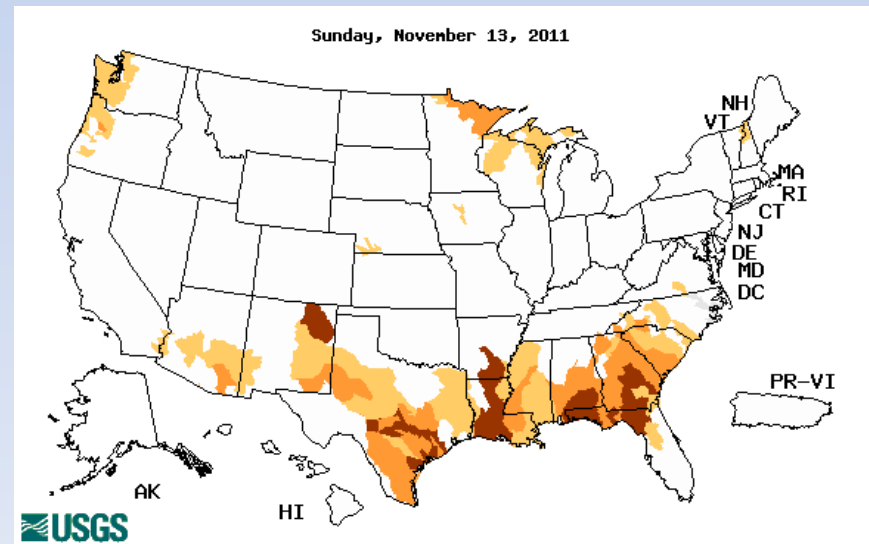 Sunday, November 13, 2011
NH
VT
MA
RI
CT
NJ
DE
MD
DC
PR-VI
AK
HI
USGS